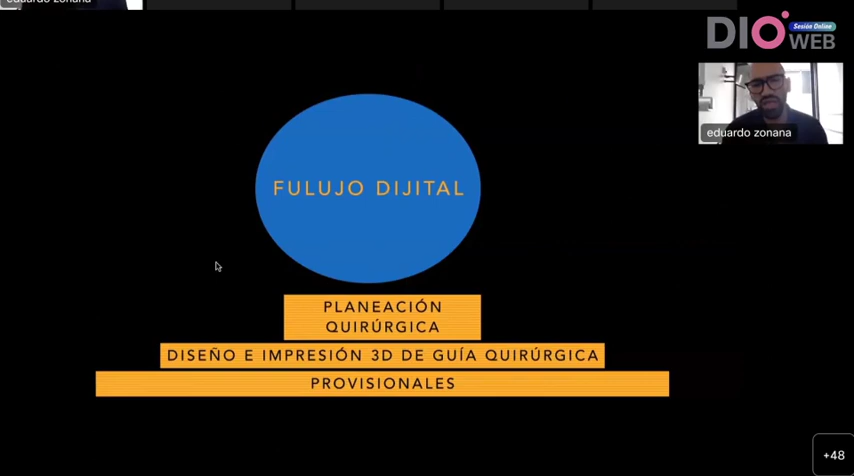 eduardo zonana
DIO WEB
Sesión Online
eduardo zonana
FULUJO DIJITAL
PLANEACIÓN
QUIRÚRGICA
DISEÑO E IMPRESIÓN 3D DE GUÍA QUIRÚRGICA
PROVISIONALES
+48